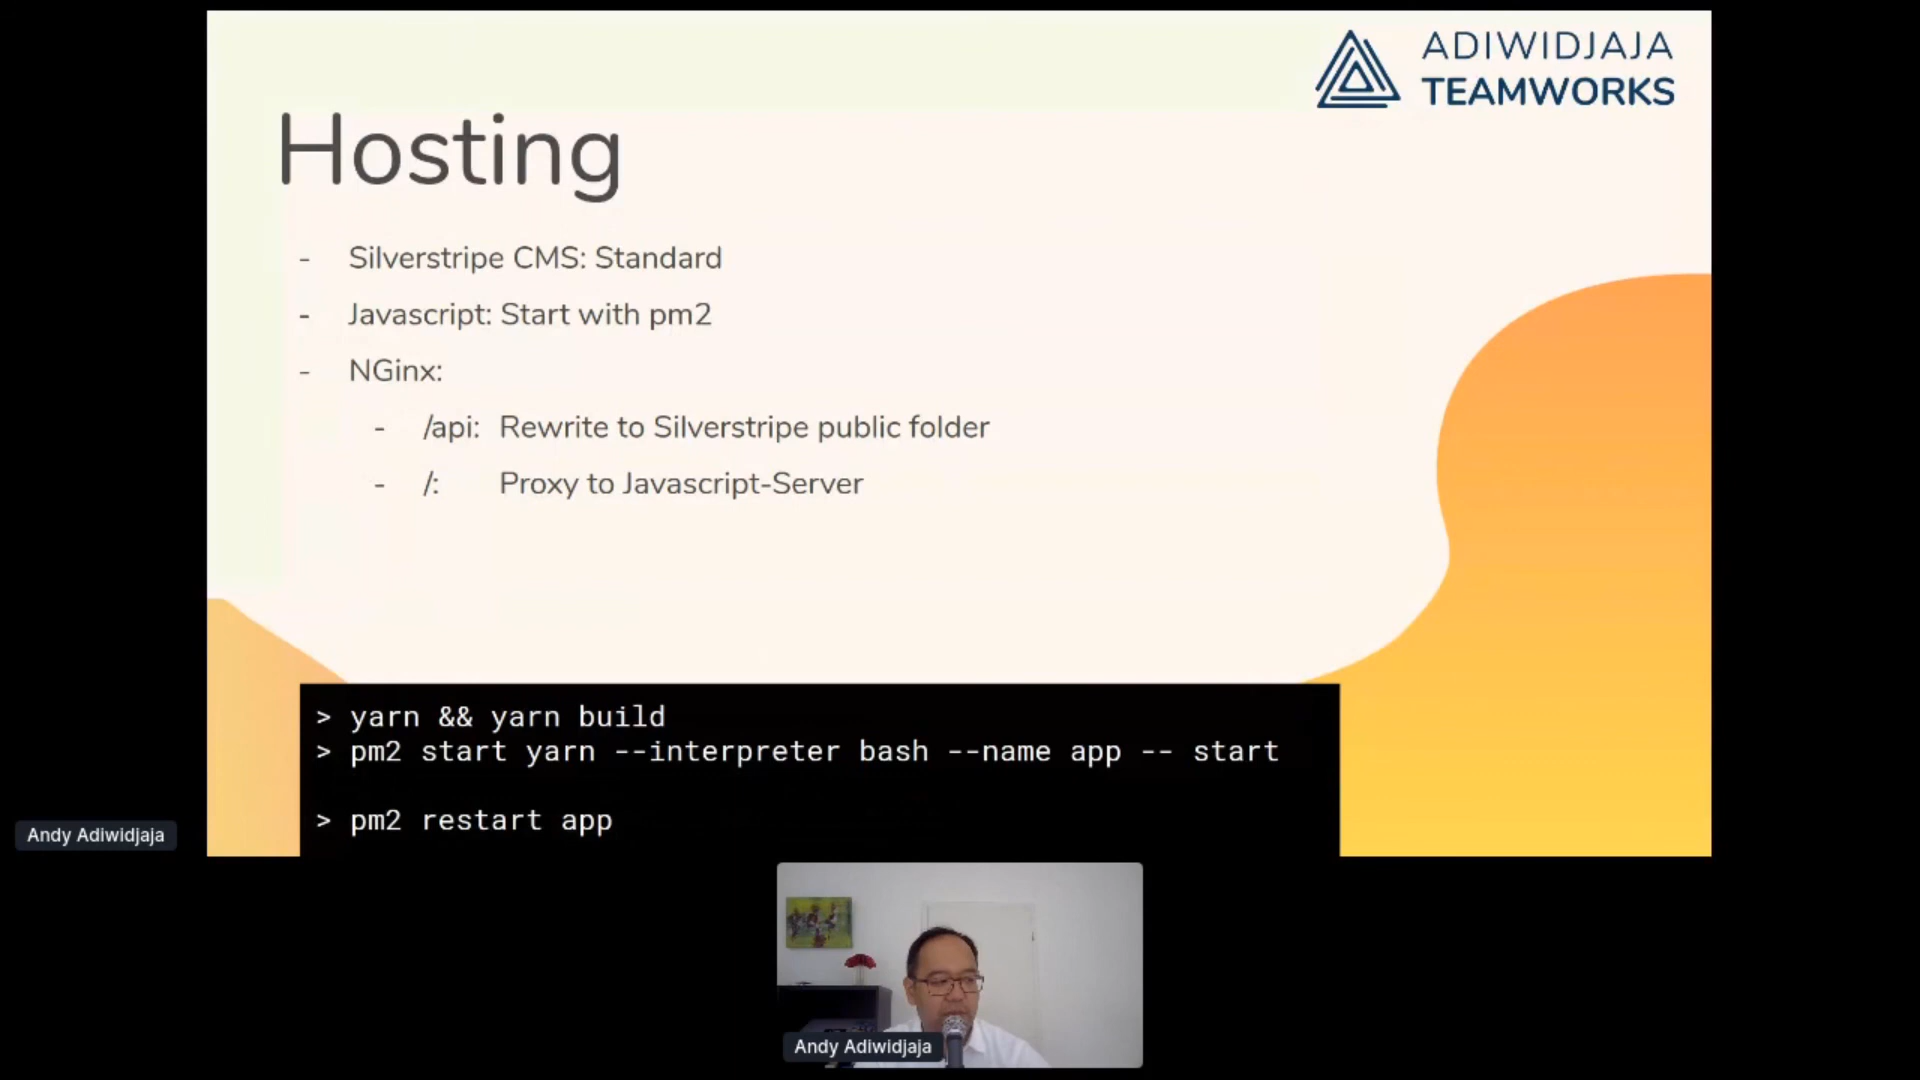 ADIWIDJAJA
TEAMWORKS
Hosting
- Silverstripe CMS: Standard
- Javascript: Start with pm2
- NGinx:
- /api: Rewrite to Silverstripe public folder
- /: Proxy to Javascript-Server
> yarn && yarn build
> pm2 start yarn --interpreter bash --name app -- start
> pm2 restart app
Andy Adiwidjaja
Andy Adiwidjaja